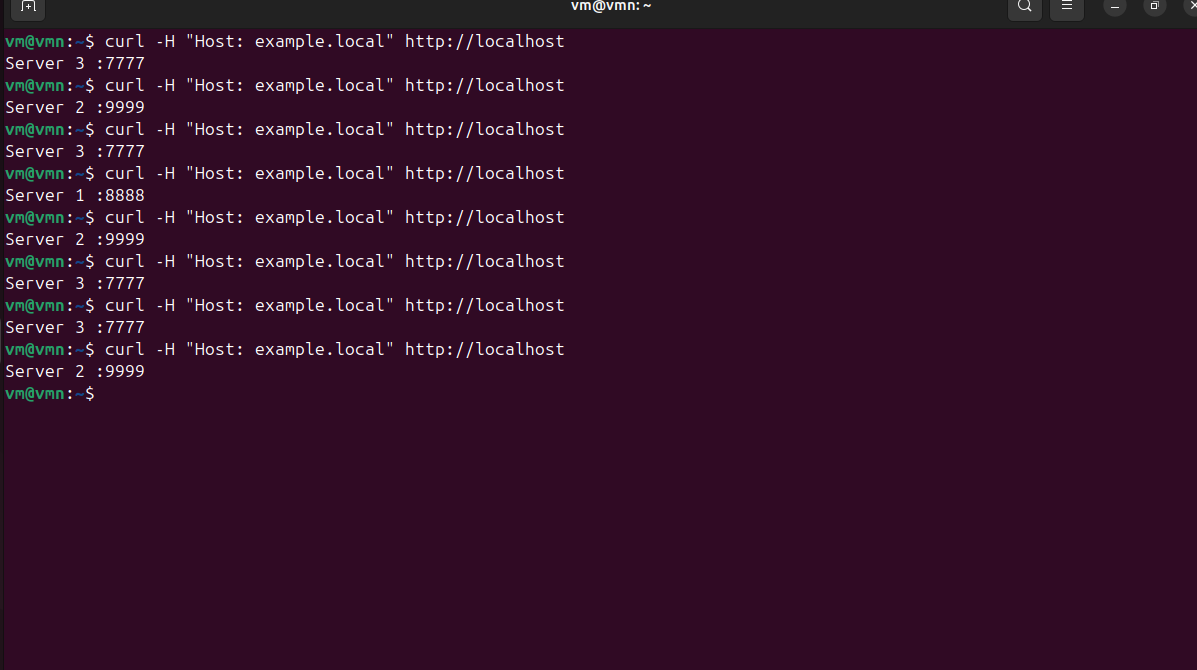 vm@vmn: ~
vm@vmn:~$ curl -H "Host: example.local" http://localhost
Server 3 :7777
vm@vmn:~$ curl -H "Host: example.local" http://localhost
Server 2 :9999
vm@vmn:~$ curl -H "Host: example.local" http://localhost
Server 3 :7777
vm@vmn:~$ curl -H "Host: example.local" http://localhost
Server 1 :8888
vm@vmn:~$ curl -H "Host: example.local" http://localhost
Server 2 :9999
vm@vmn:~$ curl -H "Host: example.local" http://localhost
Server 3 :7777
vm@vmn:~$ curl -H "Host: example.local" http://localhost
Server 3 :7777
vm@vmn:~$ curl -H "Host: example.local" http://localhost
Server 2 :9999
vm@vmn:~$